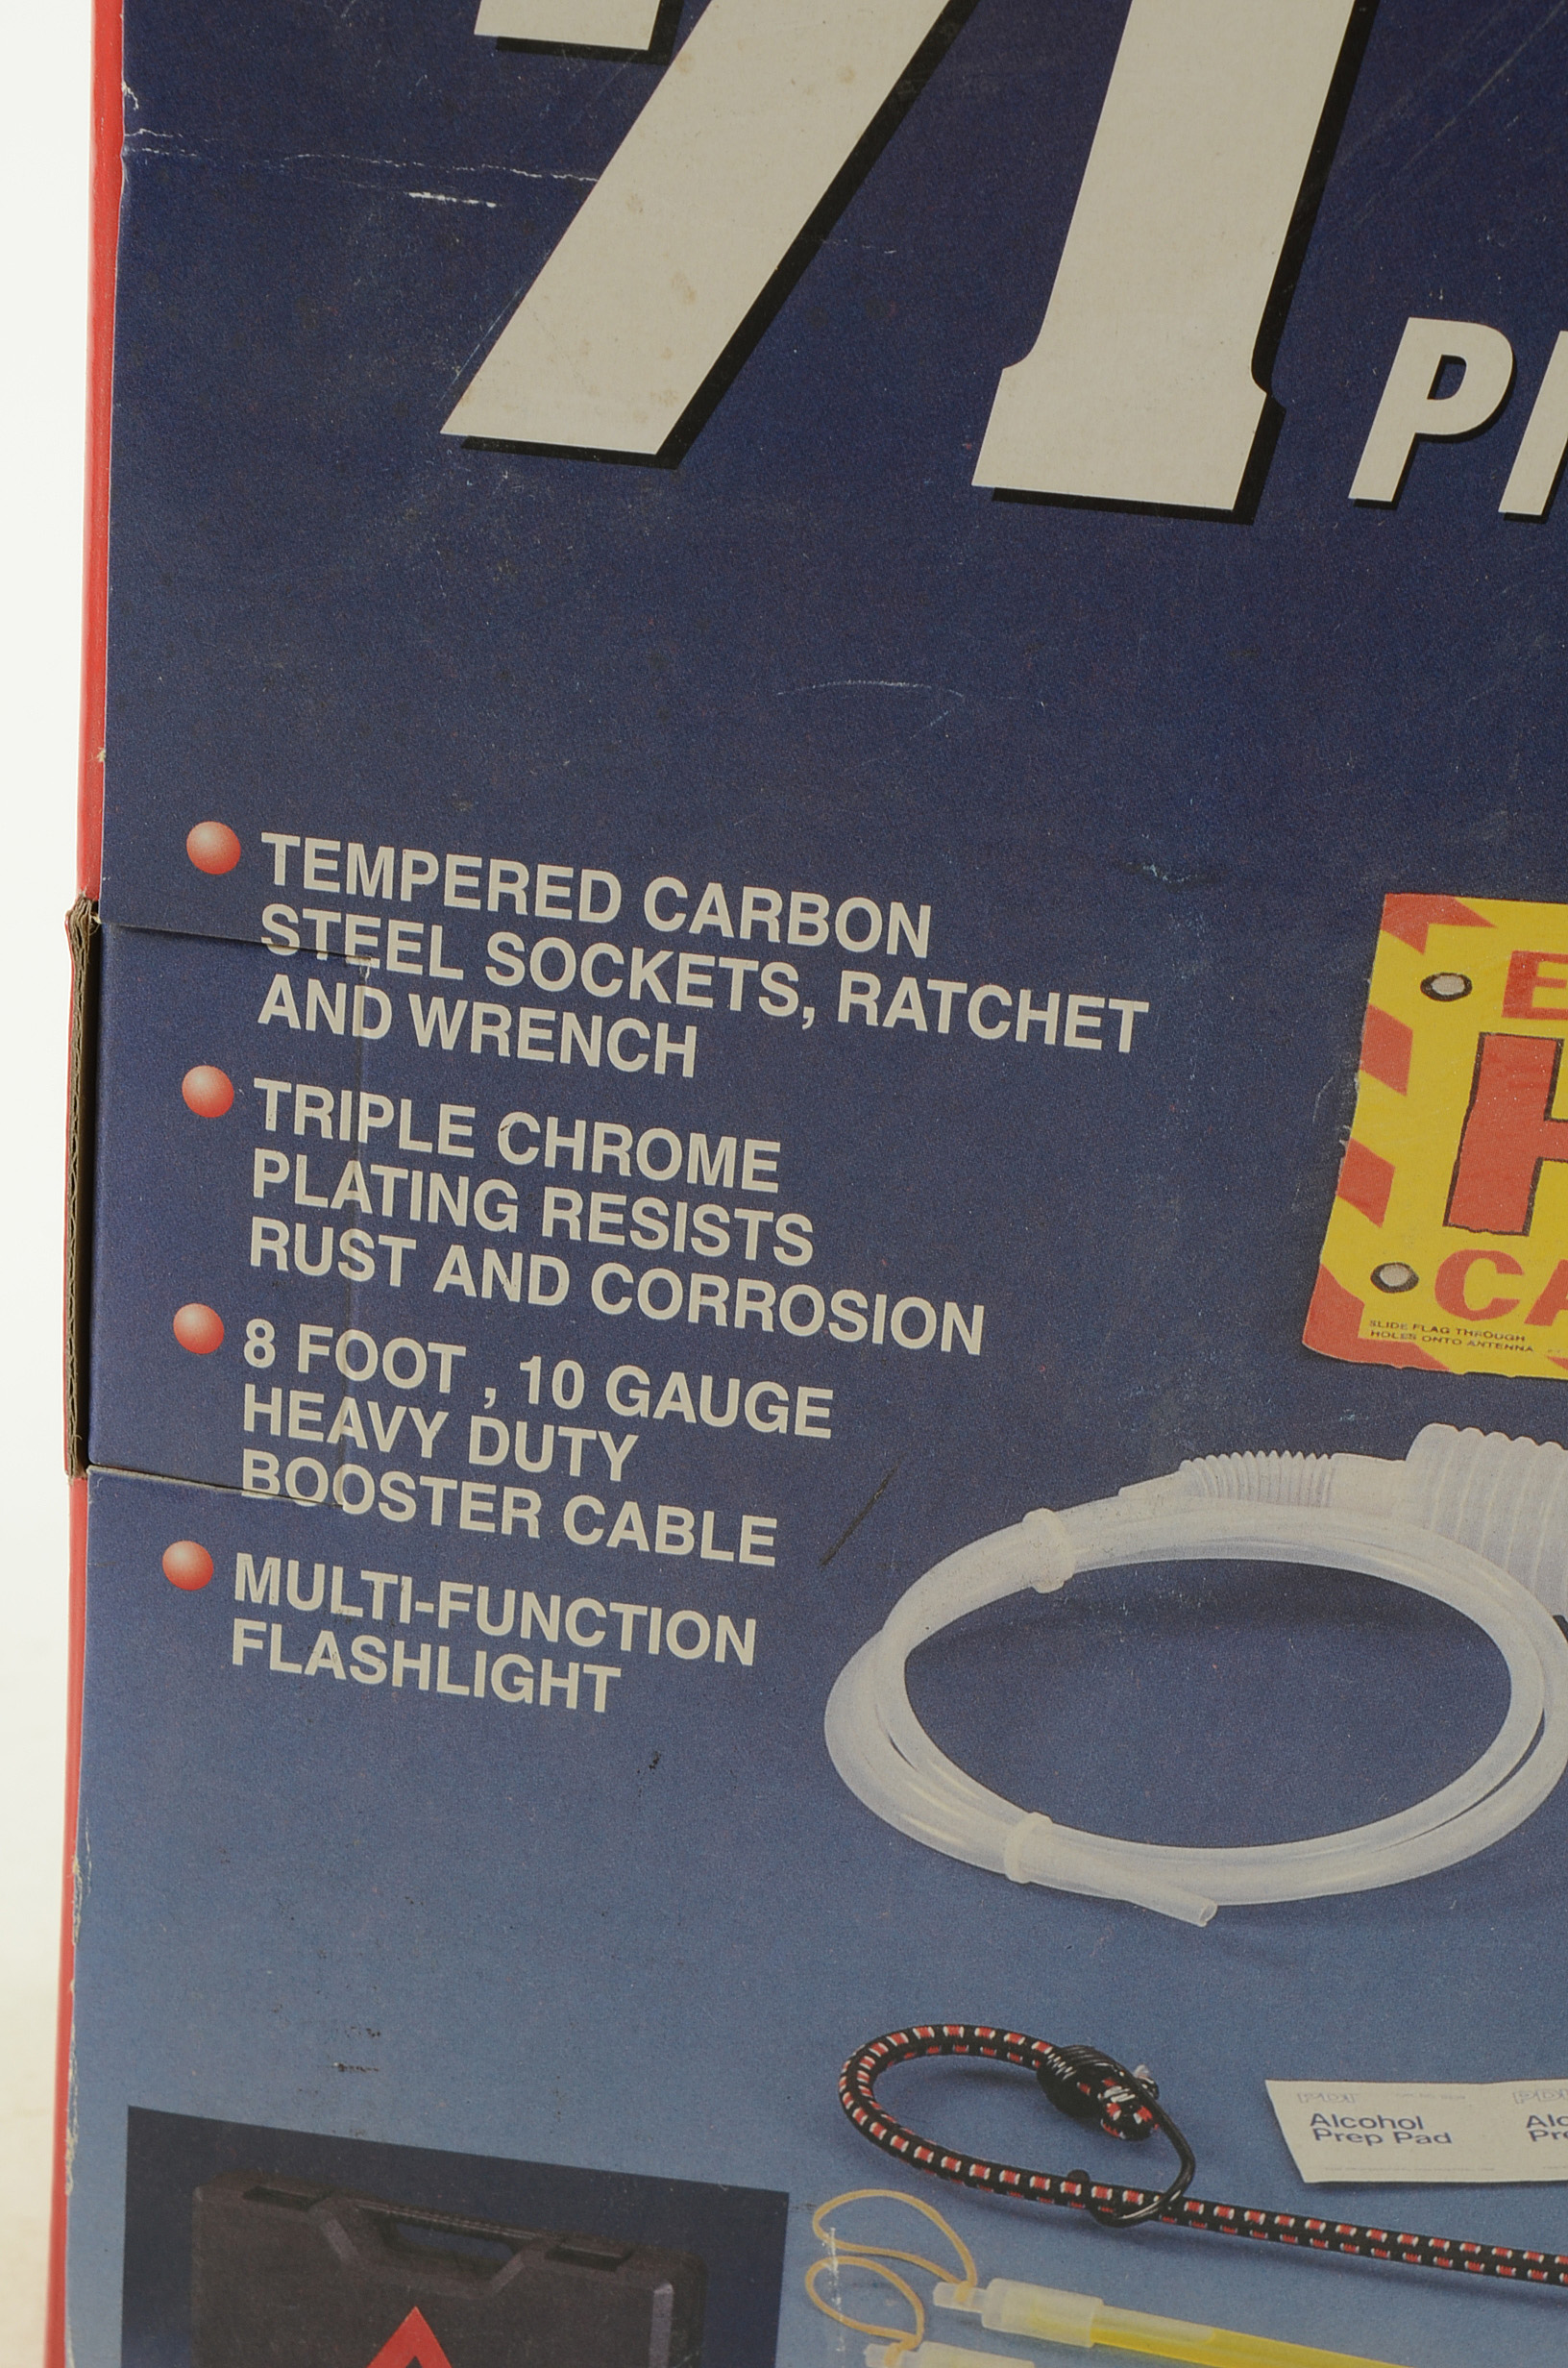 71
TEMPERED CARBON
STEEL SOCKETS, RATCHET
AND WRENCH
TRIPLE CHROME
PLATING RESISTS
RUST AND CORROSION
8 FOOT , 10 GAUGE
HEAVY DUTY
BOOSTER CABLE
MULTI-FUNCTION
FLASHLIGHT
SLIDE FLAG THROUGH
HOLES ONTO ANTENNA
PDI
Alcohol
Prep Pad